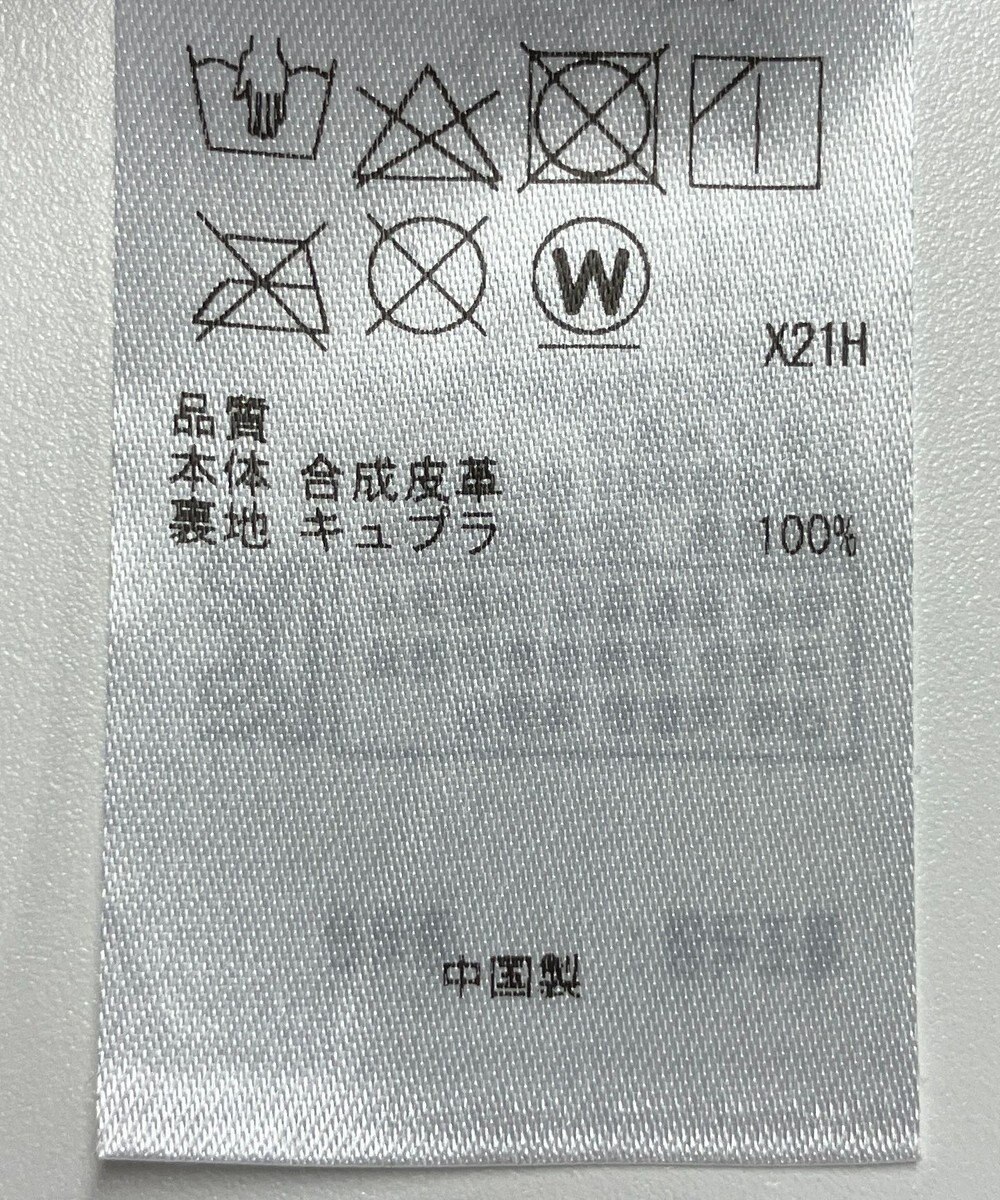 W
X21H
品質
本体 合成皮革
裏地 キュプラ 100%
中国製